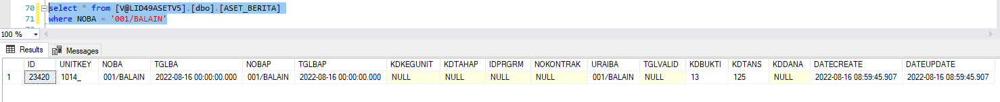 70 select * from [V@LID49ASETV5].[dbo].[ASET_BERITA]
71 where NOBA = '001/BALAIN'
100 %
Results Messages
ID UNITKEY NOBA TGLBA NOBAP TGLBAP KDKEGUNIT KDTAHAP IDPRGRM NOKONTRAK URAIBA TGLVALID KDBUKTI KDTANS KDDANA DATECREATE DATEUPDATE
1 23420 1014_ 001/BALAIN 2022-08-16 00:00:00.000 001/BALAIN 2022-08-16 00:00:00.000 NULL NULL NULL NULL 001/BALAIN NULL 13 125 NULL 2022-08-16 08:59:45.907 2022-08-16 08:59:45.907